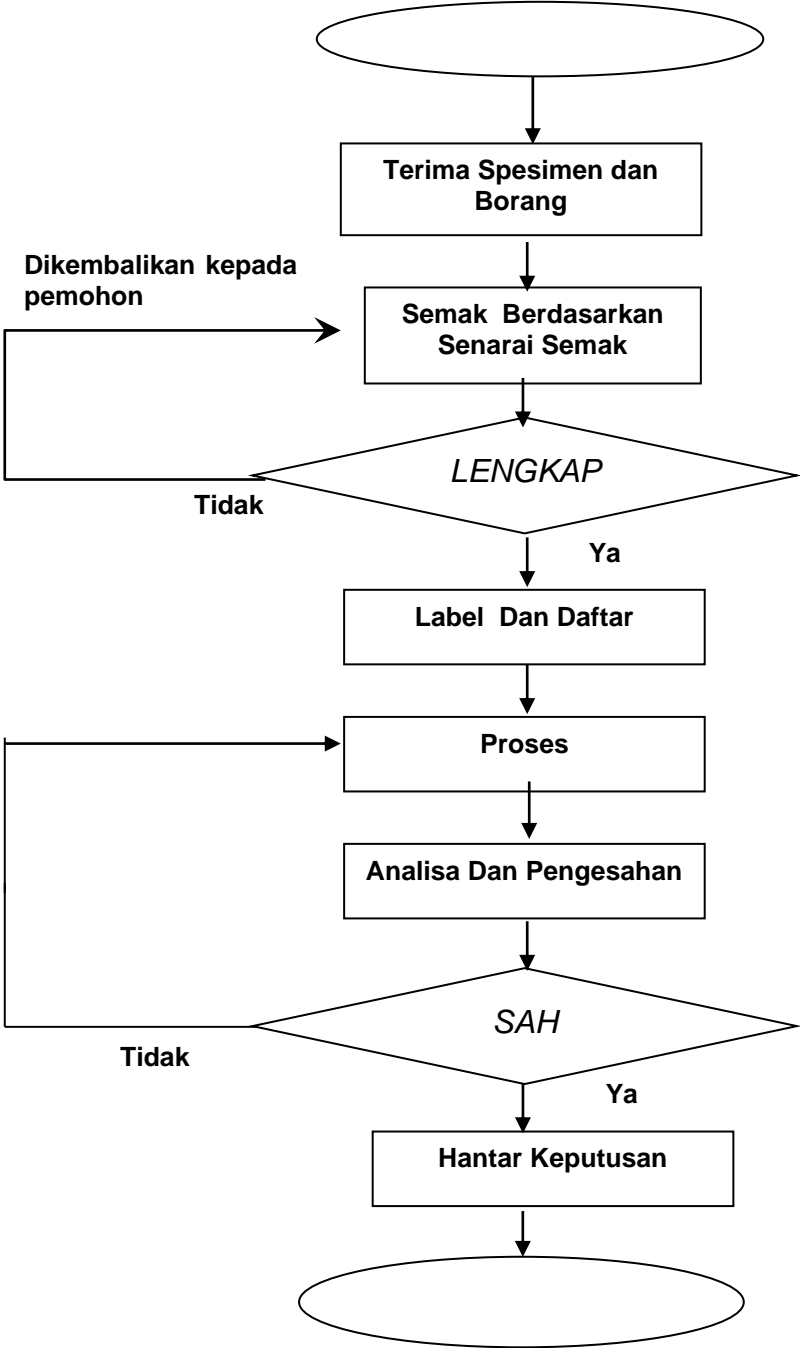 Terima Spesimen dan
Borang
Dikembalikan kepada
pemohon
Semak Berdasarkan
Senarai Semak
LENGKAP
Tidak
Ya
Label Dan Daftar
Proses
Analisa Dan Pengesahan
SAH
Tidak
Ya
Hantar Keputusan